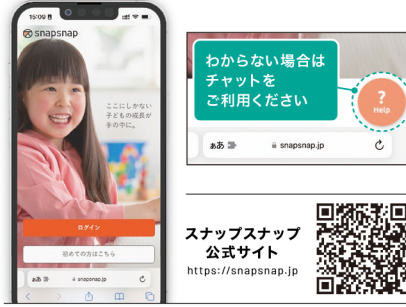 15:09
snapsnap
ここにしかない
子どもの成長が
手の中に。
ログイン
初めての方はこちら
ぁあ snapsnap.jp
わからない場合は
チャットを
ご利用ください
?
Help
ぁあ snapsnap.jp
スナップスナップ
公式サイト
https://snapsnap.jp